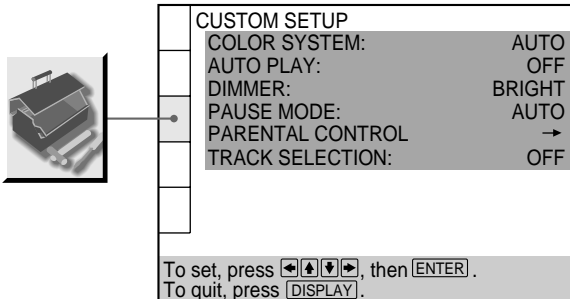 CUSTOM SETUP
COLOR SYSTEM: AUTO
AUTO PLAY: OFF
DIMMER: BRIGHT
PAUSE MODE: AUTO
PARENTAL CONTROL →
TRACK SELECTION: OFF
To set, press ←↑↓→, then ENTER.
To quit, press DISPLAY.